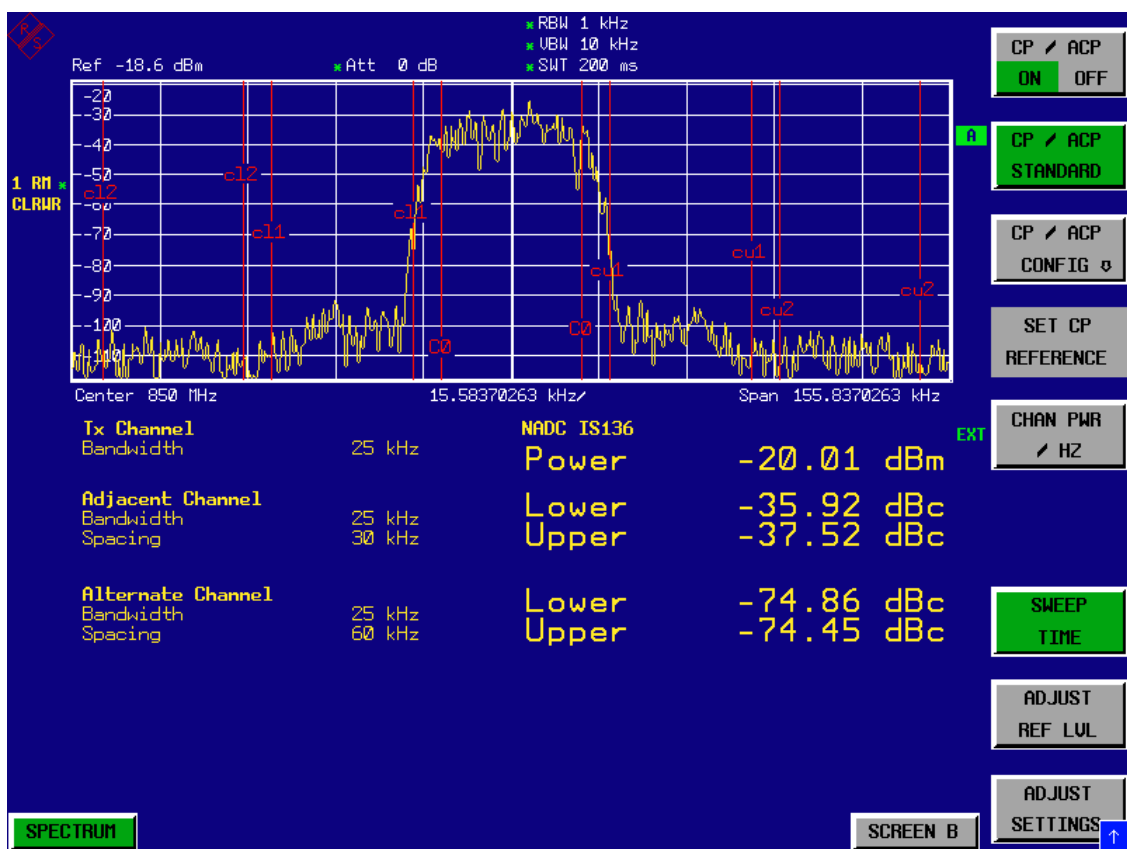 R S
* RBW 1 kHz
* VBW 10 kHz
Ref -18.6 dBm * Att 0 dB * SWT 200 ms
-20
-30
-40
-50
-60
-70
-80
-90
-100
-110
1 RM *
CLRWR
A
cl2
cl2
cl1
cl1
C0
C0
cu1
cu1
cu2
cu2
Center 850 MHz 15.58370263 kHz/ Span 155.8370263 kHz
Tx Channel NADC IS136
EXT
Bandwidth 25 kHz Power -20.01 dBm
Adjacent Channel Lower -35.92 dBc
Bandwidth 25 kHz
Spacing 30 kHz Upper -37.52 dBc
Alternate Channel Lower -74.86 dBc
Bandwidth 25 kHz
Spacing 60 kHz Upper -74.45 dBc
CP / ACP
ON OFF
CP / ACP
STANDARD
CP / ACP
CONFIG
SET CP
REFERENCE
CHAN PWR
/ HZ
SWEEP
TIME
ADJUST
REF LVL
ADJUST
SETTINGS
SPECTRUM SCREEN B